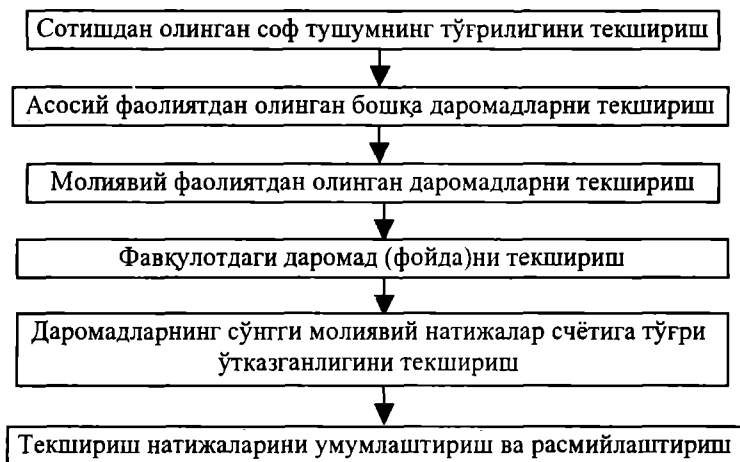 Сотишдан олинган соф тушумнинг тўғрилигини текшириш
Асосий фаолиятдан олинган бошқа даромадларни текшириш
Молиявий фаолиятдан олинган даромадларни текшириш
Фавқулотдаги даромад (фойда)ни текшириш
Даромадларнинг сўнгги молиявий натижалар счётига тўғри
ўтказганлигини текшириш
Текшириш натижаларини умумлаштириш ва расмийлаштириш